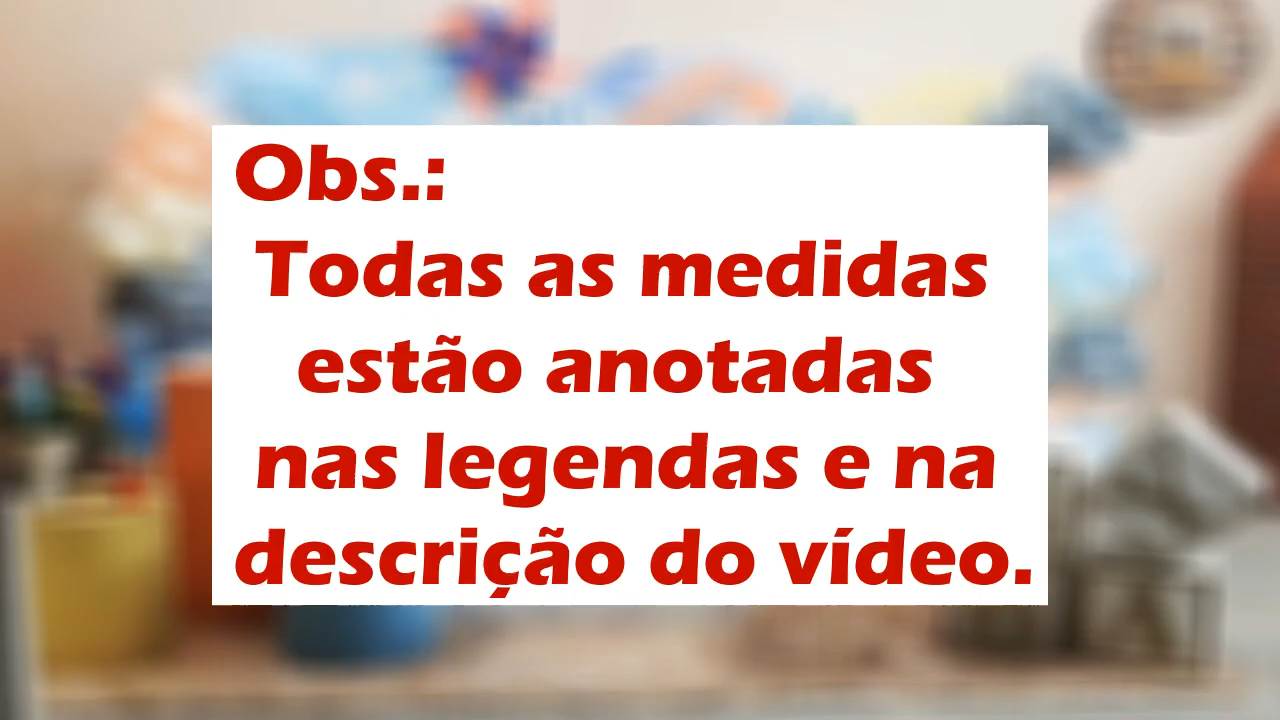 Obs.:
Todas as medidas
estão anotadas
nas legendas e na
descrição do vídeo.